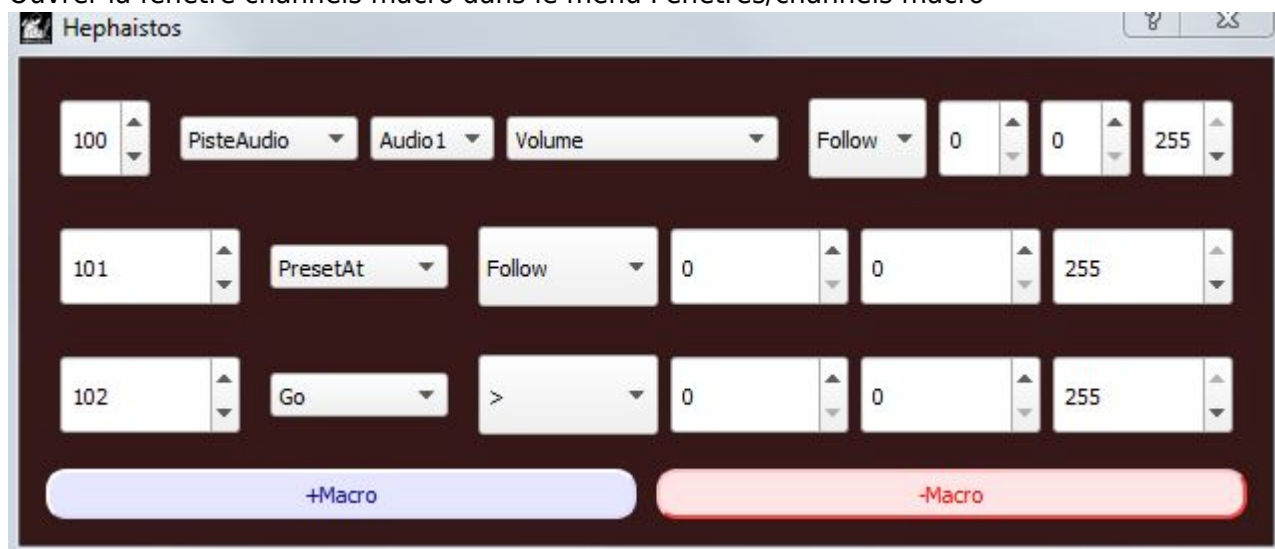 Ouvrer la fenêtre channels macro dans le menu Fenêtres/channels macro
Hephaistos
100 PisteAudio Audio1 Volume Follow 0 0 255
101 PresetAt Follow 0 0 255
102 Go > 0 0 255
+Macro -Macro